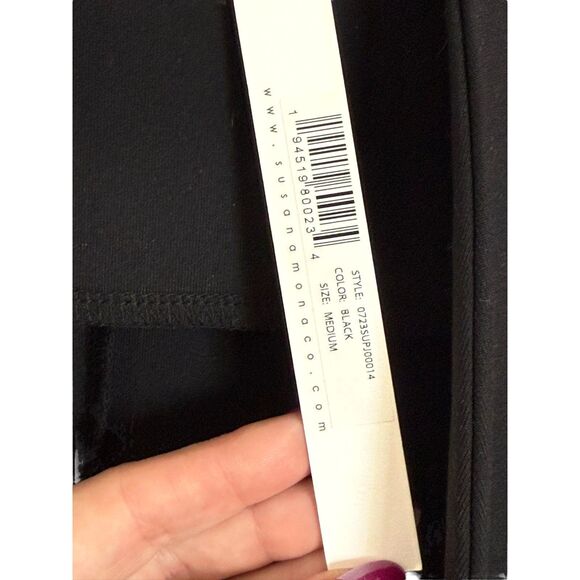 1 94519 80023 4
STYLE: 0723SUPJ00014
COLOR: BLACK
SIZE: MEDIUM
www.susanamonaco.com